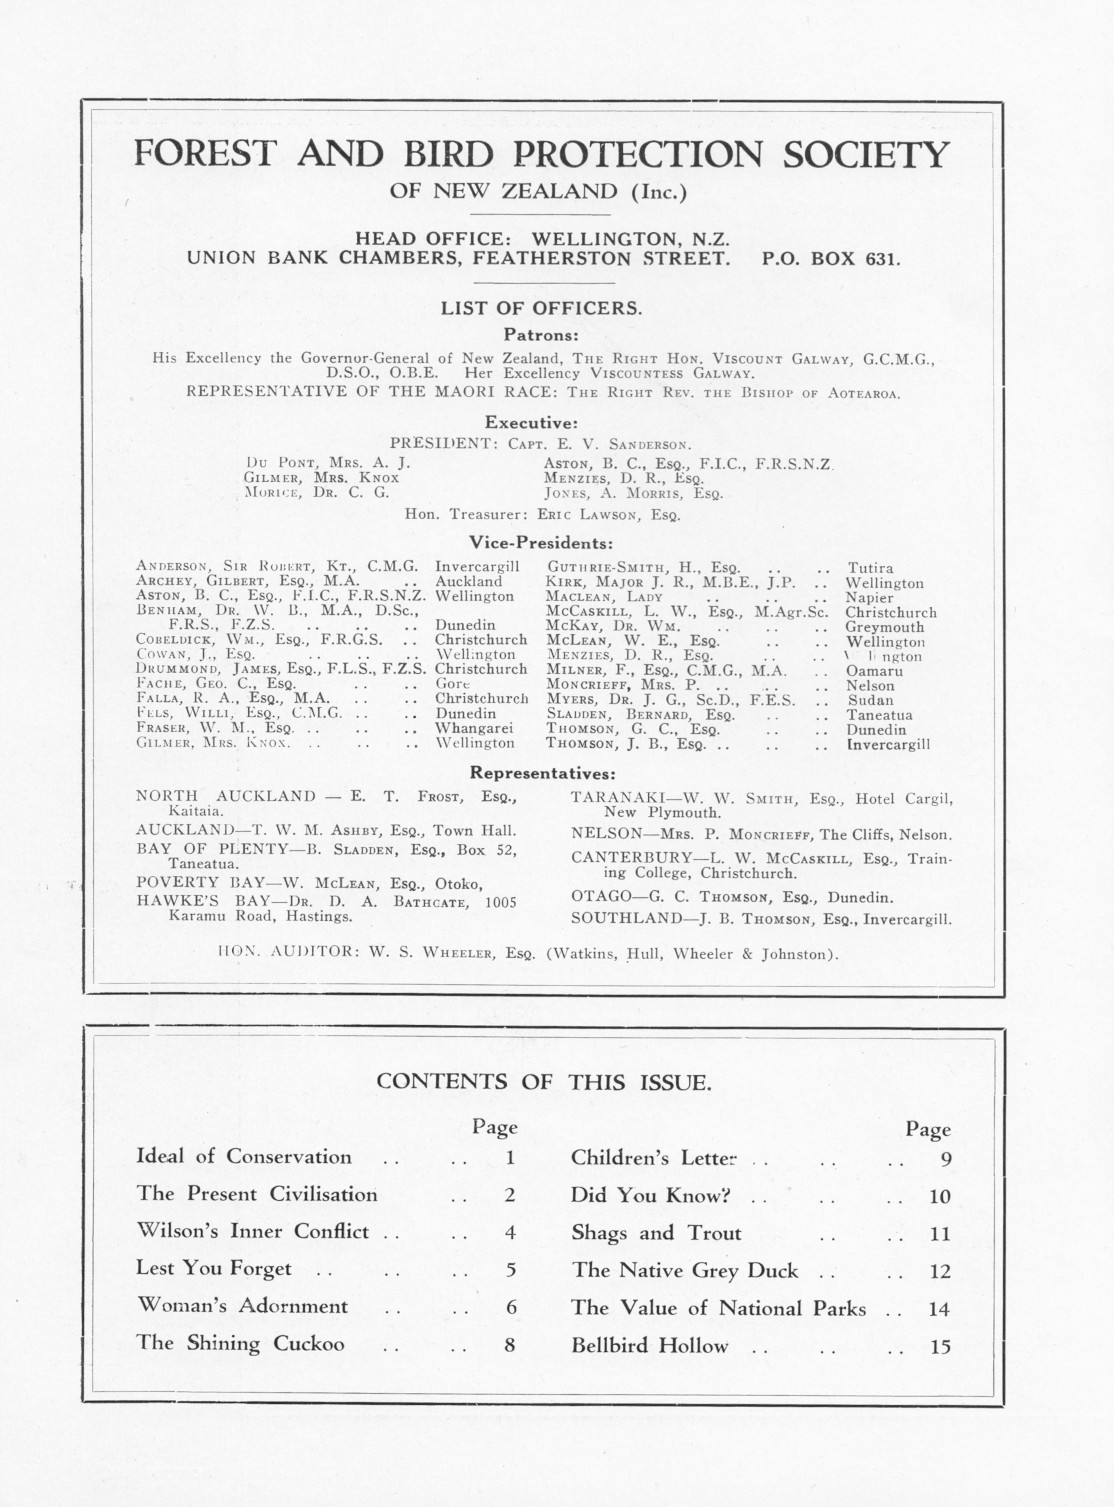 FOREST AND BIRD PROTECTION SOCIETY
OF NEW ZEALAND (Inc.)
HEAD OFFICE: WELLINGTON, N.Z.
UNION BANK CHAMBERS, FEATHERSTON STREET. P.O. BOX 631.
LIST OF OFFICERS.
Patrons:
His Excellency the Governor-General of New Zealand, THE RIGHT HON. VISCOUNT GALWAY, G.C.M.G.,
D.S.O., O.B.E. Her Excellency VISCOUNTESS GALWAY.
REPRESENTATIVE OF THE MAORI RACE: THE RIGHT REV. THE BISHOP OF AOTEAROA.
Executive:
PRESIDENT: CAPT. E. V. SANDERSON.
DU PONT, MRS. A. J.
GILMER, MRS. KNOX
MORICE, DR. C. G.
ASTON, B. C., ESQ., F.I.C., F.R.S.N.Z.
MENZIES, D. R., ESQ.
JONES, A. MORRIS, ESQ.
Hon. Treasurer: ERIC LAWSON, ESQ.
Vice-Presidents:
ANDERSON, SIR ROBERT, KT., C.M.G. Invercargill
ARCHEY, GILBERT, ESQ., M.A. .. Auckland
ASTON, B. C., ESQ., F.I.C., F.R.S.N.Z. Wellington
BENHAM, DR. W. B., M.A., D.Sc.,
F.R.S., F.Z.S. .. .. .. Dunedin
COBELDICK, WM., ESQ., F.R.G.S. .. Christchurch
COWAN, J., ESQ. .. .. .. Wellington
DRUMMOND, JAMES, ESQ., F.L.S., F.Z.S. Christchurch
FACHE, GEO. C., ESQ. .. .. Gore
FALLA, R. A., ESQ., M.A. .. .. Christchurch
FELS, WILLI, ESQ., C.M.G. .. .. Dunedin
FRASER, W. M., ESQ. .. .. .. Whangarei
GILMER, MRS. KNOX. .. .. .. Wellington
GUTHRIE-SMITH, H., ESQ. .. .. Tutira
KIRK, MAJOR J. R., M.B.E., J.P. .. Wellington
MACLEAN, LADY .. .. .. Napier
MCCASKILL, L. W., ESQ., M.Agr.Sc. Christchurch
MCKAY, DR. WM. .. .. .. Greymouth
MCLEAN, W. E., ESQ. .. .. Wellington
MENZIES, D. R., ESQ. .. ..
MILNER, F., ESQ., C.M.G., M.A. .. Oamaru
MONCRIEFF, MRS. P. .. .. .. Nelson
MYERS, DR. J. G., Sc.D., F.E.S. .. Sudan
SLADDEN, BERNARD, ESQ. .. .. Taneatua
THOMSON, G. C., ESQ. .. .. Dunedin
THOMSON, J. B., ESQ. .. .. .. Invercargill
Representatives:
NORTH AUCKLAND — E. T. FROST, ESQ.,
Kaitaia.
AUCKLAND—T. W. M. ASHBY, ESQ., Town Hall.
BAY OF PLENTY—B. SLADDEN, ESQ., Box 52,
Taneatua.
POVERTY BAY—W. MCLEAN, ESQ., Otoko,
HAWKE'S BAY—DR. D. A. BATHGATE, 1005
Karamu Road, Hastings.
TARANAKI—W. W. SMITH, ESQ., Hotel Cargil,
New Plymouth.
NELSON—MRS. P. MONCRIEFF, The Cliffs, Nelson.
CANTERBURY—L. W. MCCASKILL, ESQ., Train-
ing College, Christchurch.
OTAGO—G. C. THOMSON, ESQ., Dunedin.
SOUTHLAND—J. B. THOMSON, ESQ., Invercargill.
HON. AUDITOR: W. S. WHEELER, ESQ. (Watkins, Hull, Wheeler & Johnston).
CONTENTS OF THIS ISSUE.
Page
Ideal of Conservation .. .. 1
The Present Civilisation .. 2
Wilson's Inner Conflict .. .. 4
Lest You Forget .. .. .. 5
Woman's Adornment .. .. 6
The Shining Cuckoo .. .. 8
Page
Children's Letter .. .. .. 9
Did You Know? .. .. .. 10
Shags and Trout .. .. 11
The Native Grey Duck .. .. 12
The Value of National Parks .. 14
Bellbird Hollow .. .. .. 15